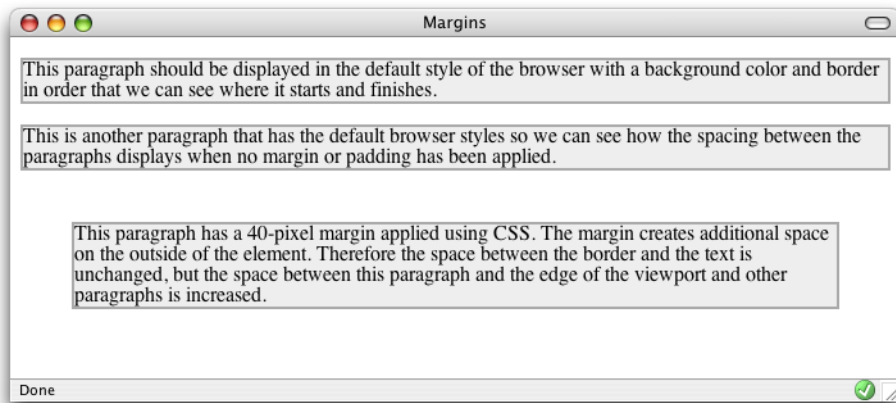 Margins
This paragraph should be displayed in the default style of the browser with a background color and border
in order that we can see where it starts and finishes.
This is another paragraph that has the default browser styles so we can see how the spacing between the
paragraphs displays when no margin or padding has been applied.
This paragraph has a 40-pixel margin applied using CSS. The margin creates additional space
on the outside of the element. Therefore the space between the border and the text is
unchanged, but the space between this paragraph and the edge of the viewport and other
paragraphs is increased.
Done